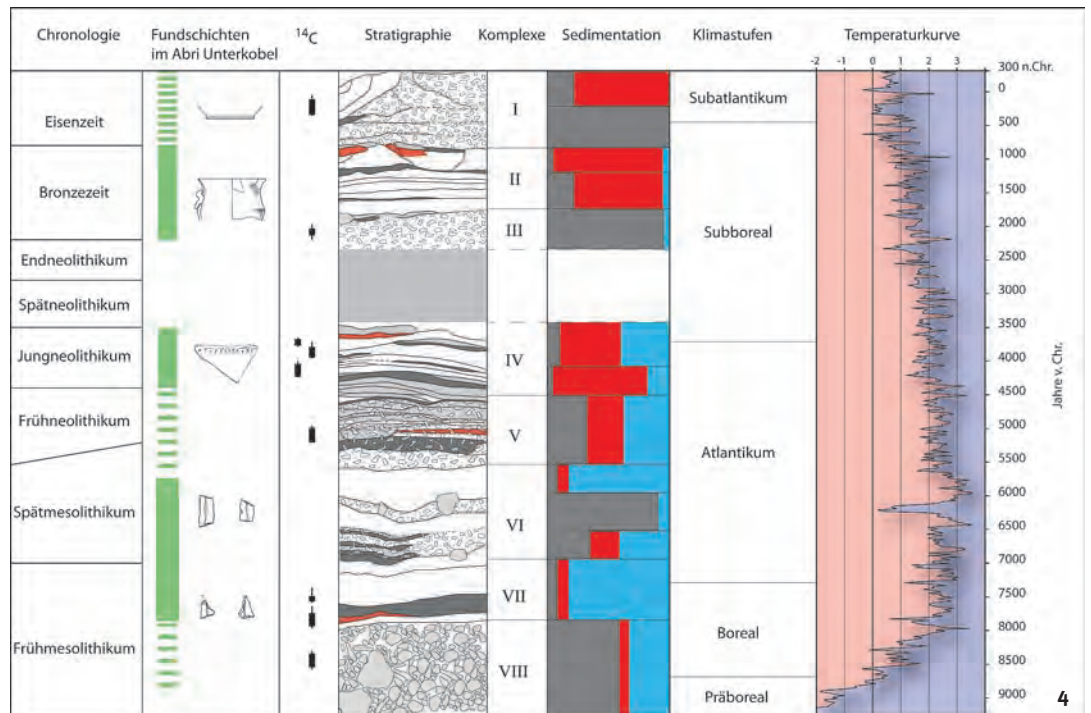 Chronologie
Fundschichten
im Abri Unterkobel
14C
Stratigraphie
Komplexe
Sedimentation
Klimastufen
Temperaturkurve
-2 -1 0 1 2 3
300 n.Chr.
0
500
1000
1500
2000
2500
3000
3500
4000
4500
5000
5500
6000
6500
7000
7500
8000
8500
9000
Jahre v. Chr.
Eisenzeit
Bronzezeit
Endneolithikum
Spätneolithikum
Jungneolithikum
Frühneolithikum
Spätmesolithikum
Frühmesolithikum
I
II
III
IV
V
VI
VII
VIII
Subatlantikum
Subboreal
Atlantikum
Boreal
Präboreal
4